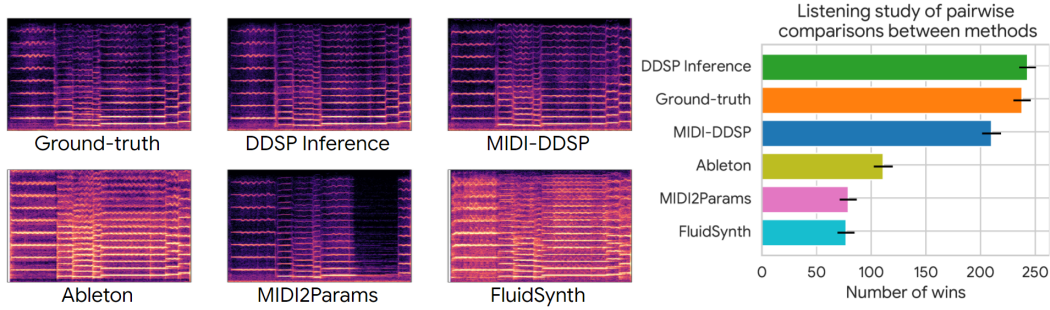 Ground-truth
DDSP Inference
MIDI-DDSP
Ableton
MIDI2Params
FluidSynth
Listening study of pairwise
comparisons between methods
DDSP Inference
Ground-truth
MIDI-DDSP
Ableton
MIDI2Params
FluidSynth
0 50 100 150 200 250
Number of wins